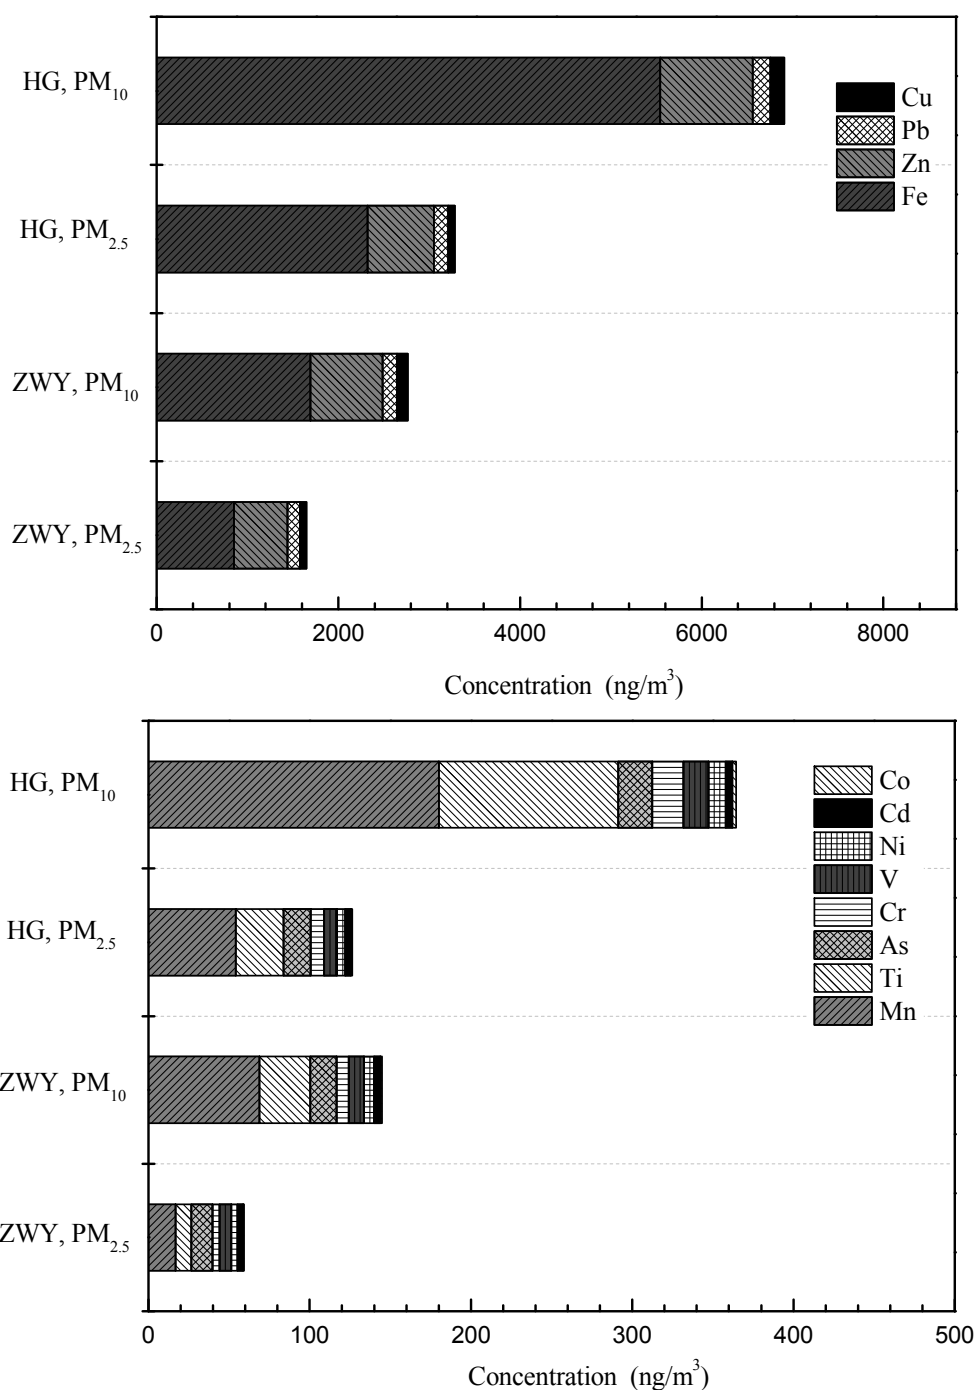 HG, PM10
HG, PM2.5
ZWY, PM10
ZWY, PM2.5
Cu
Pb
Zn
Fe
0 2000 4000 6000 8000
Concentration (ng/m3)
HG, PM10
HG, PM2.5
ZWY, PM10
ZWY, PM2.5
Co
Cd
Ni
V
Cr
As
Ti
Mn
0 100 200 300 400 500
Concentration (ng/m3)